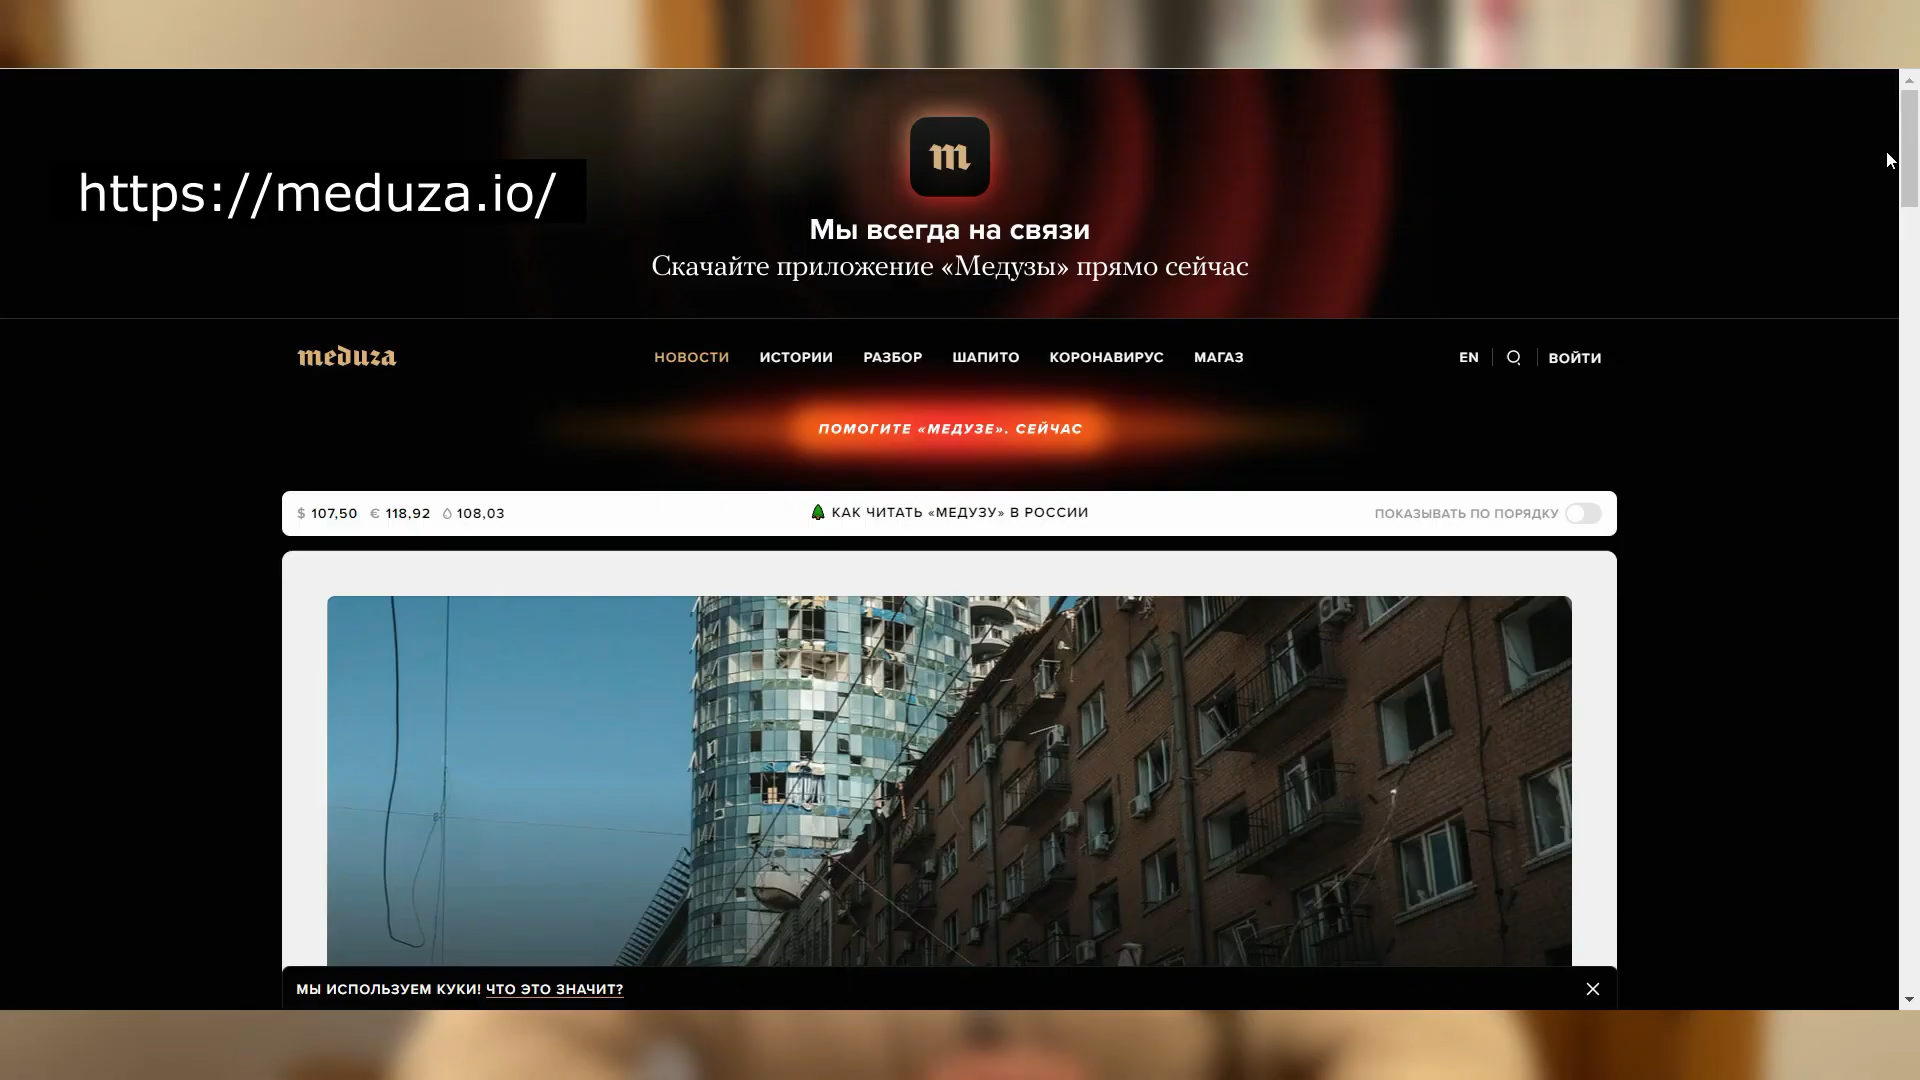 https://meduza.io/
m
Мы всегда на связи
Скачайте приложение «Медузы» прямо сейчас
meduza
НОВОСТИ ИСТОРИИ РАЗБОР ШАПИТО КОРОНАВИРУС МАГАЗ
EN ВОЙТИ
ПОМОГИТЕ «МЕДУЗЕ». СЕЙЧАС
$ 107,50 € 118,92 108,03
КАК ЧИТАТЬ «МЕДУЗУ» В РОССИИ
ПОКАЗЫВАТЬ ПО ПОРЯДКУ
МЫ ИСПОЛЬЗУЕМ КУКИ! ЧТО ЭТО ЗНАЧИТ?